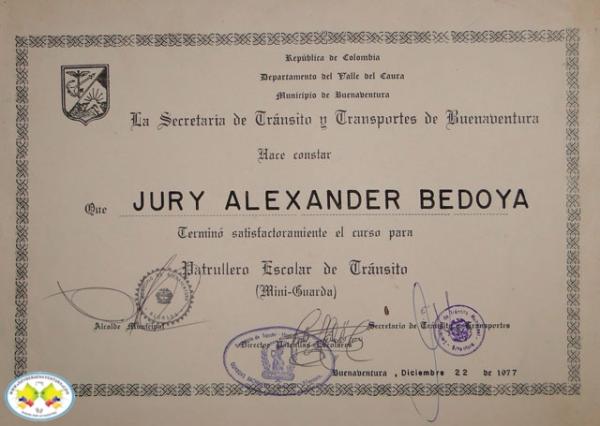 República de Colombia
Departamento del Valle del Cauca
Municipio de Buenaventura
La Secretaria de Tránsito y Transportes de Buenaventura
Hace constar
Que JURY ALEXANDER BEDOYA
Terminó satisfactoramiente el curso para
Patrullero Escolar de Tránsito
(Mini-Guarda)
Alcalde Municipal
Secretario de Tránsito y Transportes
Director Patrullas Escolares
Buenaventura, Diciembre 22 de 1977